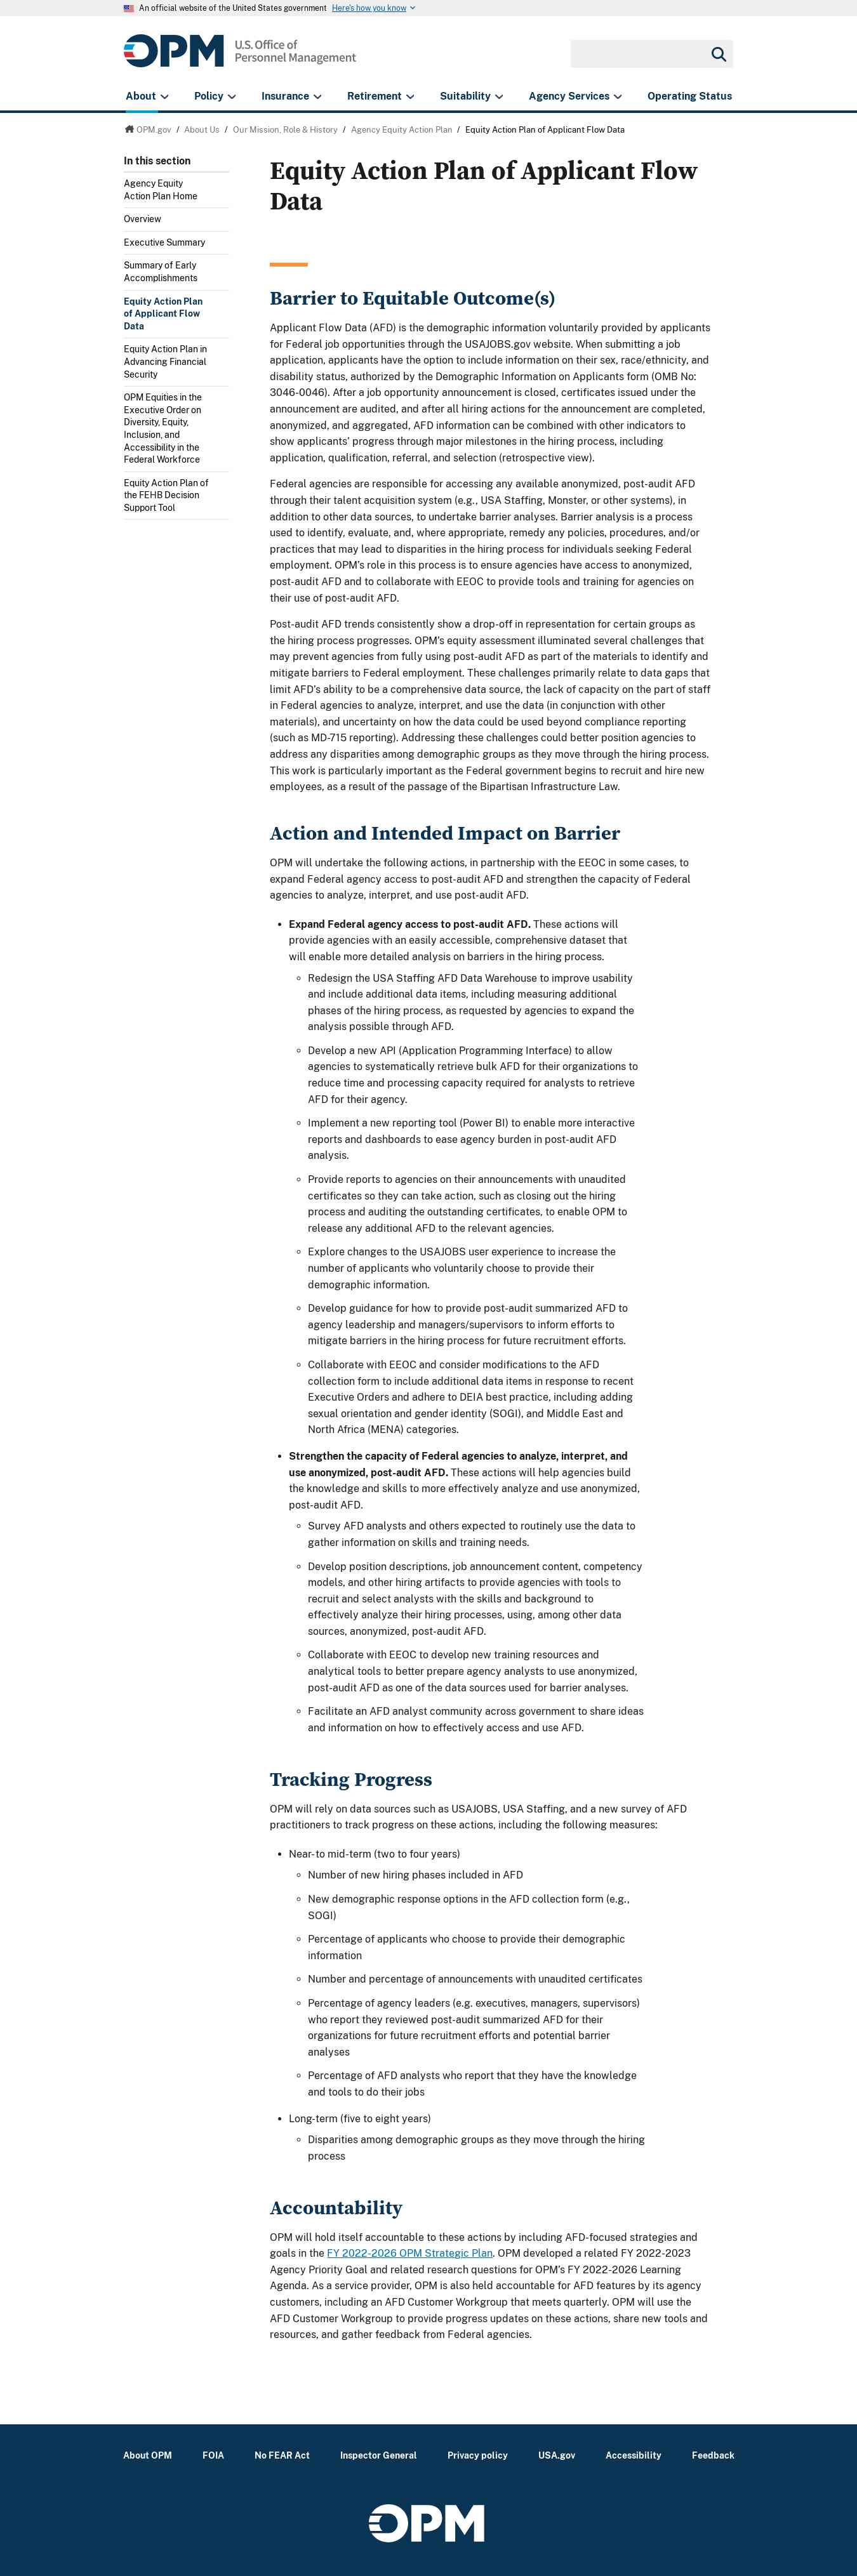 An official website of the United States government Here's how you know
OPM U.S. Office of
Personnel Management
About Policy Insurance Retirement Suitability Agency Services Operating Status
OPM.gov / About Us / Our Mission, Role & History / Agency Equity Action Plan / Equity Action Plan of Applicant Flow Data
In this section
Agency Equity
Action Plan Home
Overview
Executive Summary
Summary of Early
Accomplishments
Equity Action Plan
of Applicant Flow
Data
Equity Action Plan in
Advancing Financial
Security
OPM Equities in the
Executive Order on
Diversity, Equity,
Inclusion, and
Accessibility in the
Federal Workforce
Equity Action Plan of
the FEHB Decision
Support Tool
Equity Action Plan of Applicant Flow
Data
Barrier to Equitable Outcome(s)
Applicant Flow Data (AFD) is the demographic information voluntarily provided by applicants
for Federal job opportunities through the USAJOBS.gov website. When submitting a job
application, applicants have the option to include information on their sex, race/ethnicity, and
disability status, authorized by the Demographic Information on Applicants form (OMB No:
3046-0046). After a job opportunity announcement is closed, certificates issued under the
announcement are audited, and after all hiring actions for the announcement are completed,
anonymized, and aggregated, AFD information can be combined with other indicators to
show applicants' progress through major milestones in the hiring process, including
application, qualification, referral, and selection (retrospective view).
Federal agencies are responsible for accessing any available anonymized, post-audit AFD
through their talent acquisition system (e.g., USA Staffing, Monster, or other systems), in
addition to other data sources, to undertake barrier analyses. Barrier analysis is a process
used to identify, evaluate, and, where appropriate, remedy any policies, procedures, and/or
practices that may lead to disparities in the hiring process for individuals seeking Federal
employment. OPM's role in this process is to ensure agencies have access to anonymized,
post-audit AFD and to collaborate with EEOC to provide tools and training for agencies on
their use of post-audit AFD.
Post-audit AFD trends consistently show a drop-off in representation for certain groups as
the hiring process progresses. OPM's equity assessment illuminated several challenges that
may prevent agencies from fully using post-audit AFD as part of the materials to identify and
mitigate barriers to Federal employment. These challenges primarily relate to data gaps that
limit AFD's ability to be a comprehensive data source, the lack of capacity on the part of staff
in Federal agencies to analyze, interpret, and use the data (in conjunction with other
materials), and uncertainty on how the data could be used beyond compliance reporting
(such as MD-715 reporting). Addressing these challenges could better position agencies to
address any disparities among demographic groups as they move through the hiring process.
This work is particularly important as the Federal government begins to recruit and hire new
employees, as a result of the passage of the Bipartisan Infrastructure Law.
Action and Intended Impact on Barrier
OPM will undertake the following actions, in partnership with the EEOC in some cases, to
expand Federal agency access to post-audit AFD and strengthen the capacity of Federal
agencies to analyze, interpret, and use post-audit AFD.
• Expand Federal agency access to post-audit AFD. These actions will
provide agencies with an easily accessible, comprehensive dataset that
will enable more detailed analysis on barriers in the hiring process.
◦ Redesign the USA Staffing AFD Data Warehouse to improve usability
and include additional data items, including measuring additional
phases of the hiring process, as requested by agencies to expand the
analysis possible through AFD.
◦ Develop a new API (Application Programming Interface) to allow
agencies to systematically retrieve bulk AFD for their organizations to
reduce time and processing capacity required for analysts to retrieve
AFD for their agency.
◦ Implement a new reporting tool (Power BI) to enable more interactive
reports and dashboards to ease agency burden in post-audit AFD
analysis.
◦ Provide reports to agencies on their announcements with unaudited
certificates so they can take action, such as closing out the hiring
process and auditing the outstanding certificates, to enable OPM to
release any additional AFD to the relevant agencies.
◦ Explore changes to the USAJOBS user experience to increase the
number of applicants who voluntarily choose to provide their
demographic information.
◦ Develop guidance for how to provide post-audit summarized AFD to
agency leadership and managers/supervisors to inform efforts to
mitigate barriers in the hiring process for future recruitment efforts.
◦ Collaborate with EEOC and consider modifications to the AFD
collection form to include additional data items in response to recent
Executive Orders and adhere to DEIA best practice, including adding
sexual orientation and gender identity (SOGI), and Middle East and
North Africa (MENA) categories.
• Strengthen the capacity of Federal agencies to analyze, interpret, and
use anonymized, post-audit AFD. These actions will help agencies build
the knowledge and skills to more effectively analyze and use anonymized,
post-audit AFD.
◦ Survey AFD analysts and others expected to routinely use the data to
gather information on skills and training needs.
◦ Develop position descriptions, job announcement content, competency
models, and other hiring artifacts to provide agencies with tools to
recruit and select analysts with the skills and background to
effectively analyze their hiring processes, using, among other data
sources, anonymized, post-audit AFD.
◦ Collaborate with EEOC to develop new training resources and
analytical tools to better prepare agency analysts to use anonymized,
post-audit AFD as one of the data sources used for barrier analyses.
◦ Facilitate an AFD analyst community across government to share ideas
and information on how to effectively access and use AFD.
Tracking Progress
OPM will rely on data sources such as USAJOBS, USA Staffing, and a new survey of AFD
practitioners to track progress on these actions, including the following measures:
• Near- to mid-term (two to four years)
◦ Number of new hiring phases included in AFD
◦ New demographic response options in the AFD collection form (e.g.,
SOGI)
◦ Percentage of applicants who choose to provide their demographic
information
◦ Number and percentage of announcements with unaudited certificates
◦ Percentage of agency leaders (e.g. executives, managers, supervisors)
who report they reviewed post-audit summarized AFD for their
organizations for future recruitment efforts and potential barrier
analyses
◦ Percentage of AFD analysts who report that they have the knowledge
and tools to do their jobs
• Long-term (five to eight years)
◦ Disparities among demographic groups as they move through the hiring
process
Accountability
OPM will hold itself accountable to these actions by including AFD-focused strategies and
goals in the FY 2022-2026 OPM Strategic Plan. OPM developed a related FY 2022-2023
Agency Priority Goal and related research questions for OPM's FY 2022-2026 Learning
Agenda. As a service provider, OPM is also held accountable for AFD features by its agency
customers, including an AFD Customer Workgroup that meets quarterly. OPM will use the
AFD Customer Workgroup to provide progress updates on these actions, share new tools and
resources, and gather feedback from Federal agencies.
About OPM FOIA No FEAR Act Inspector General Privacy policy USA.gov Accessibility Feedback
OPM